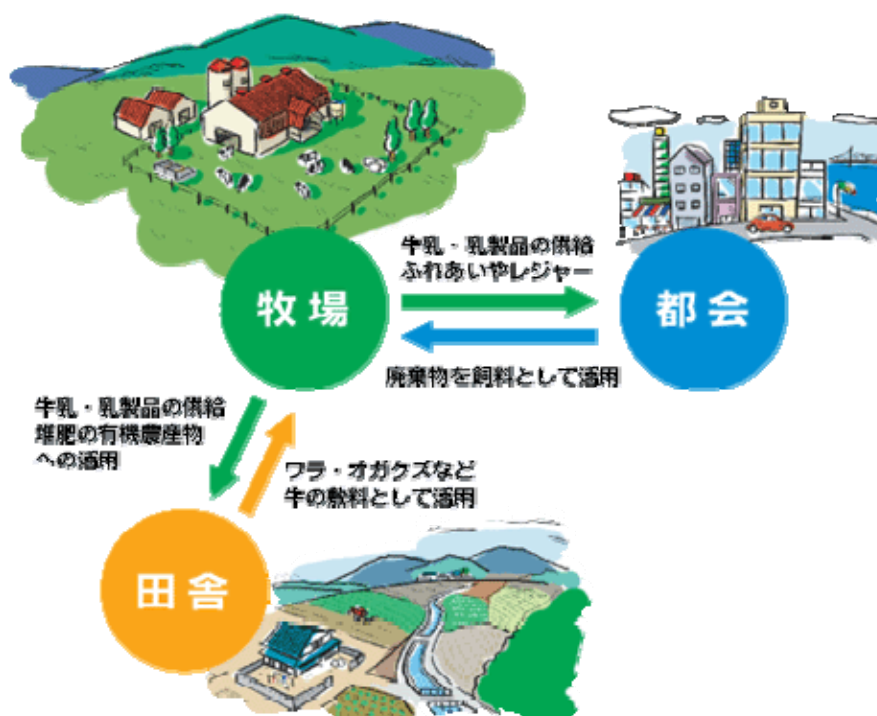 牛乳・乳製品の供給
ふれあいやレジャー
牧場
都会
廃棄物を飼料として活用
牛乳・乳製品の供給
堆肥の有機農産物
への活用
ワラ・オガクズなど
牛の敷料として活用
田舎